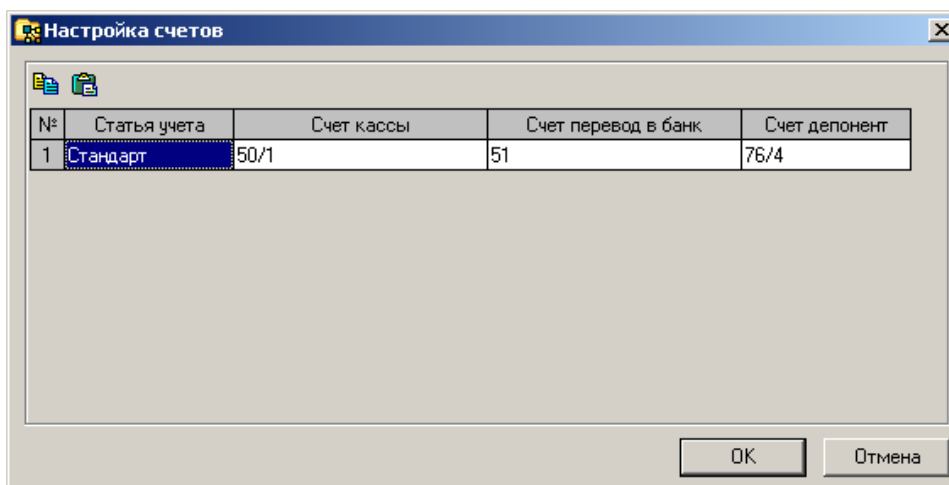 Настройка счетов
№ Статья учета Счет кассы Счет перевод в банк Счет депонент
1 Стандарт 50/1 51 76/4
OK Отмена